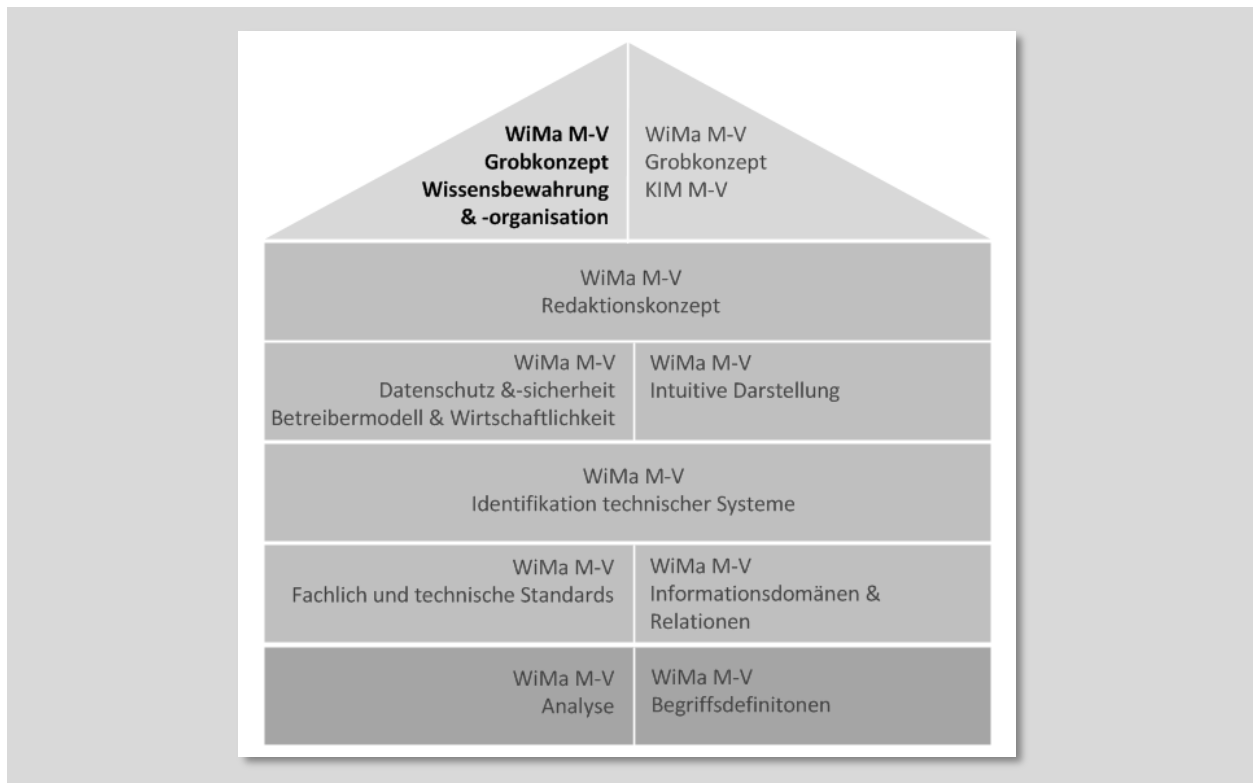 WiMa M-V
Grobkonzept
Wissensbewahrung
& -organisation
WiMa M-V
Grobkonzept
KIM M-V
WiMa M-V
Redaktionskonzept
WiMa M-V
Datenschutz &-sicherheit
Betreibermodell & Wirtschaftlichkeit
WiMa M-V
Intuitive Darstellung
WiMa M-V
Identifikation technischer Systeme
WiMa M-V
Fachlich und technische Standards
WiMa M-V
Informationsdomänen &
Relationen
WiMa M-V
Analyse
WiMa M-V
Begriffsdefinitonen